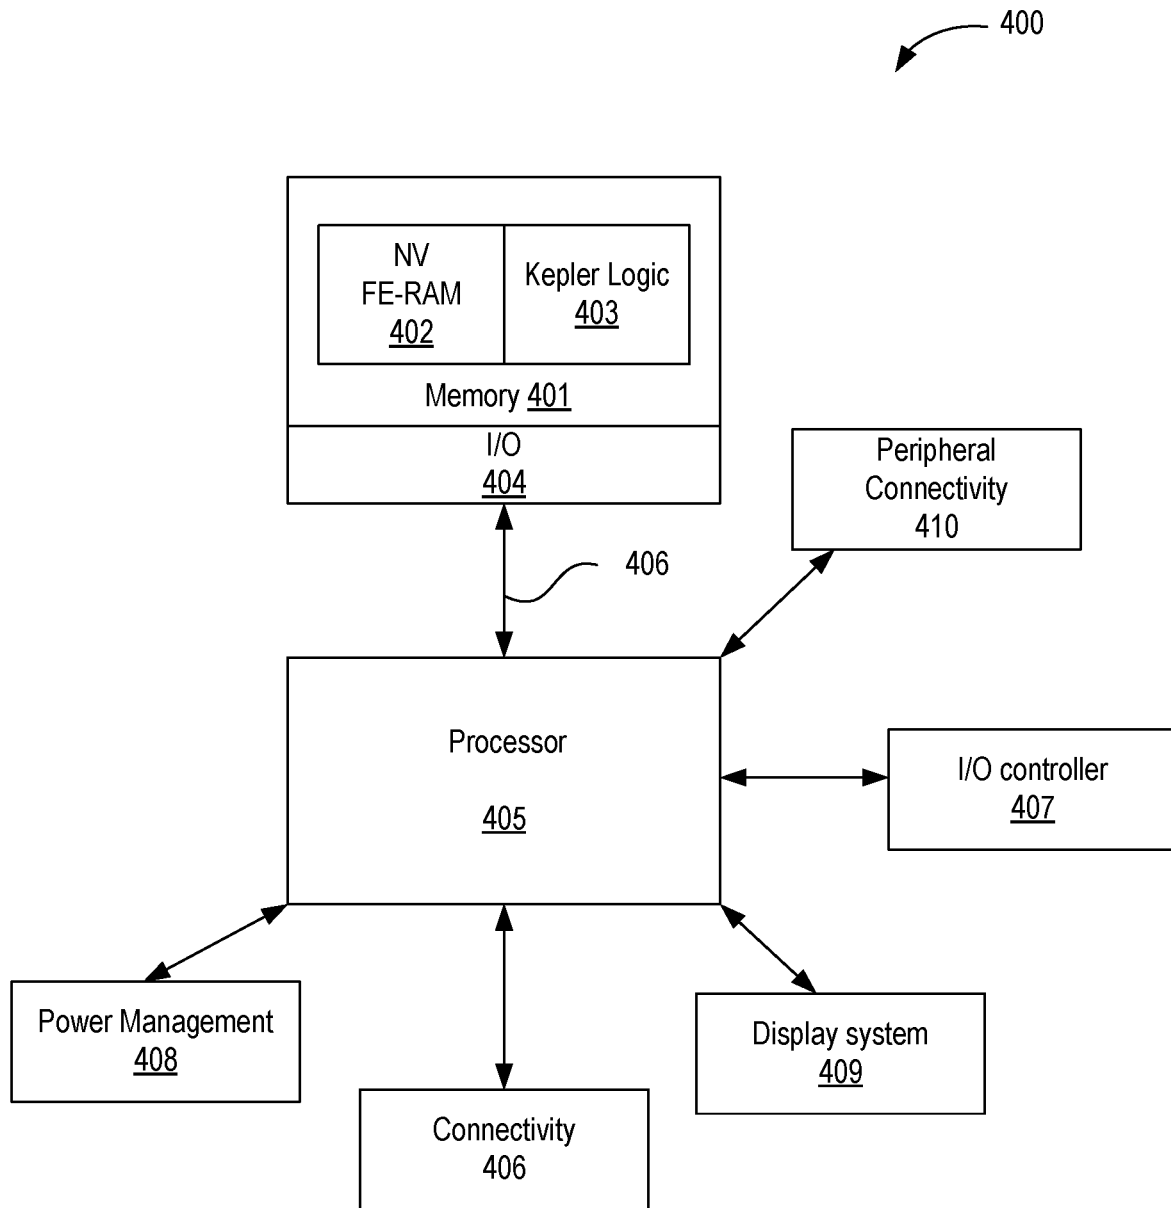 400
NV
FE-RAM
402
Kepler Logic
403
Memory 401
I/O
404
Peripheral
Connectivity
410
406
Processor
405
I/O controller
407
Power Management
408
Display system
409
Connectivity
406